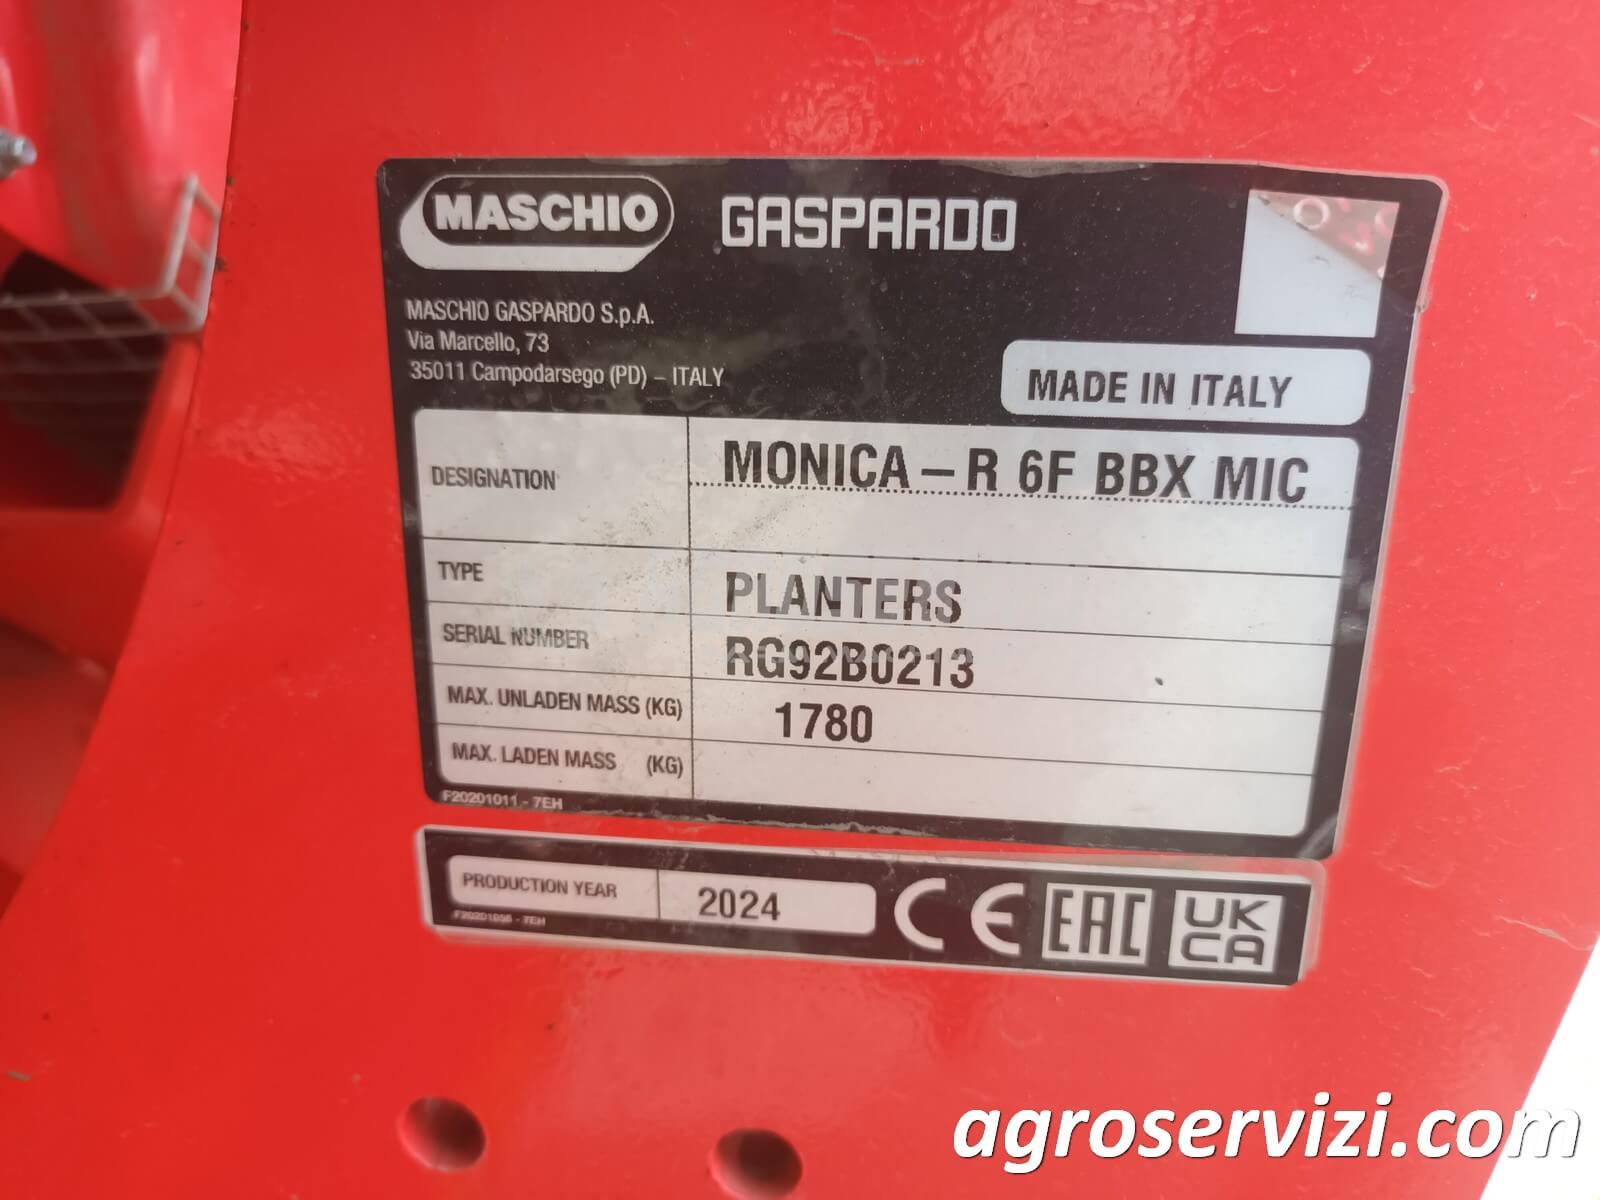 MASCHIO GASPARDO
MASCHIO GASPARDO S.p.A.
Via Marcello, 73
35011 Campodarsego (PD) – ITALY
MADE IN ITALY
DESIGNATION MONICA – R 6F BBX MIC
TYPE PLANTERS
SERIAL NUMBER RG92B0213
MAX. UNLADEN MASS (KG) 1780
MAX. LADEN MASS (KG)
F20201011 - 7EH
PRODUCTION YEAR 2024
CE EAC UK CA
agroservizi.com